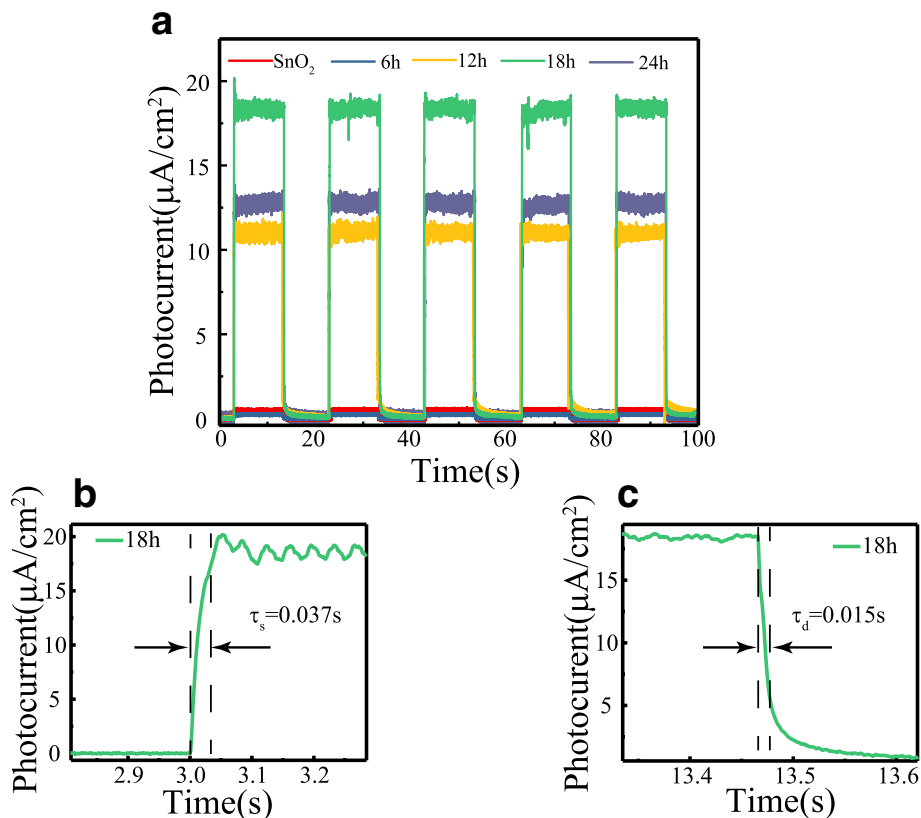 a
SnO₂ 6h 12h 18h 24h
Photocurrent(μA/cm²)
20
15
10
5
0
0 20 40 60 80 100
Time(s)
b
Photocurrent(μA/cm²)
18h
20
15
10
5
0
τₛ=0.037s
2.9 3.0 3.1 3.2
Time(s)
c
Photocurent(μA/cm²)
18h
15
10
5
τ_d=0.015s
13.4 13.5 13.6
Time(s)